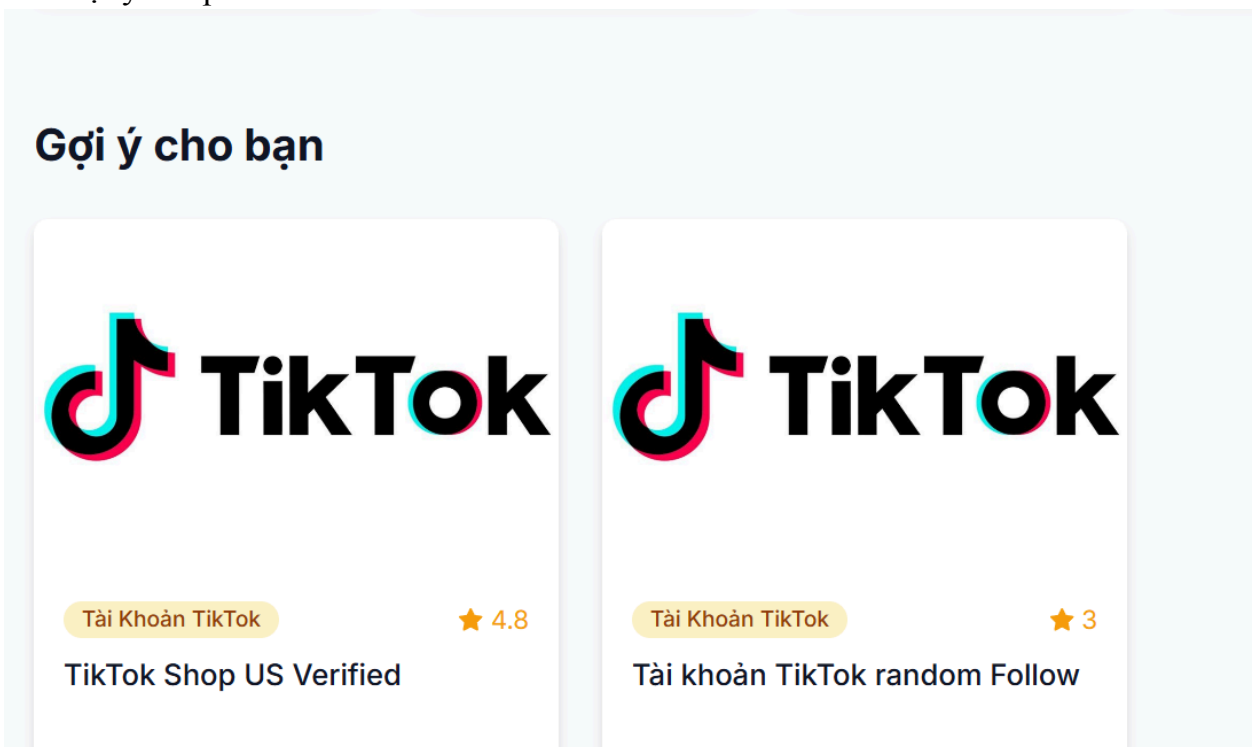 Gợi ý cho bạn
TikTok TikTok
Tài Khoản TikTok 4.8 Tài Khoản TikTok 3
TikTok Shop US Verified Tài khoản TikTok random Follow